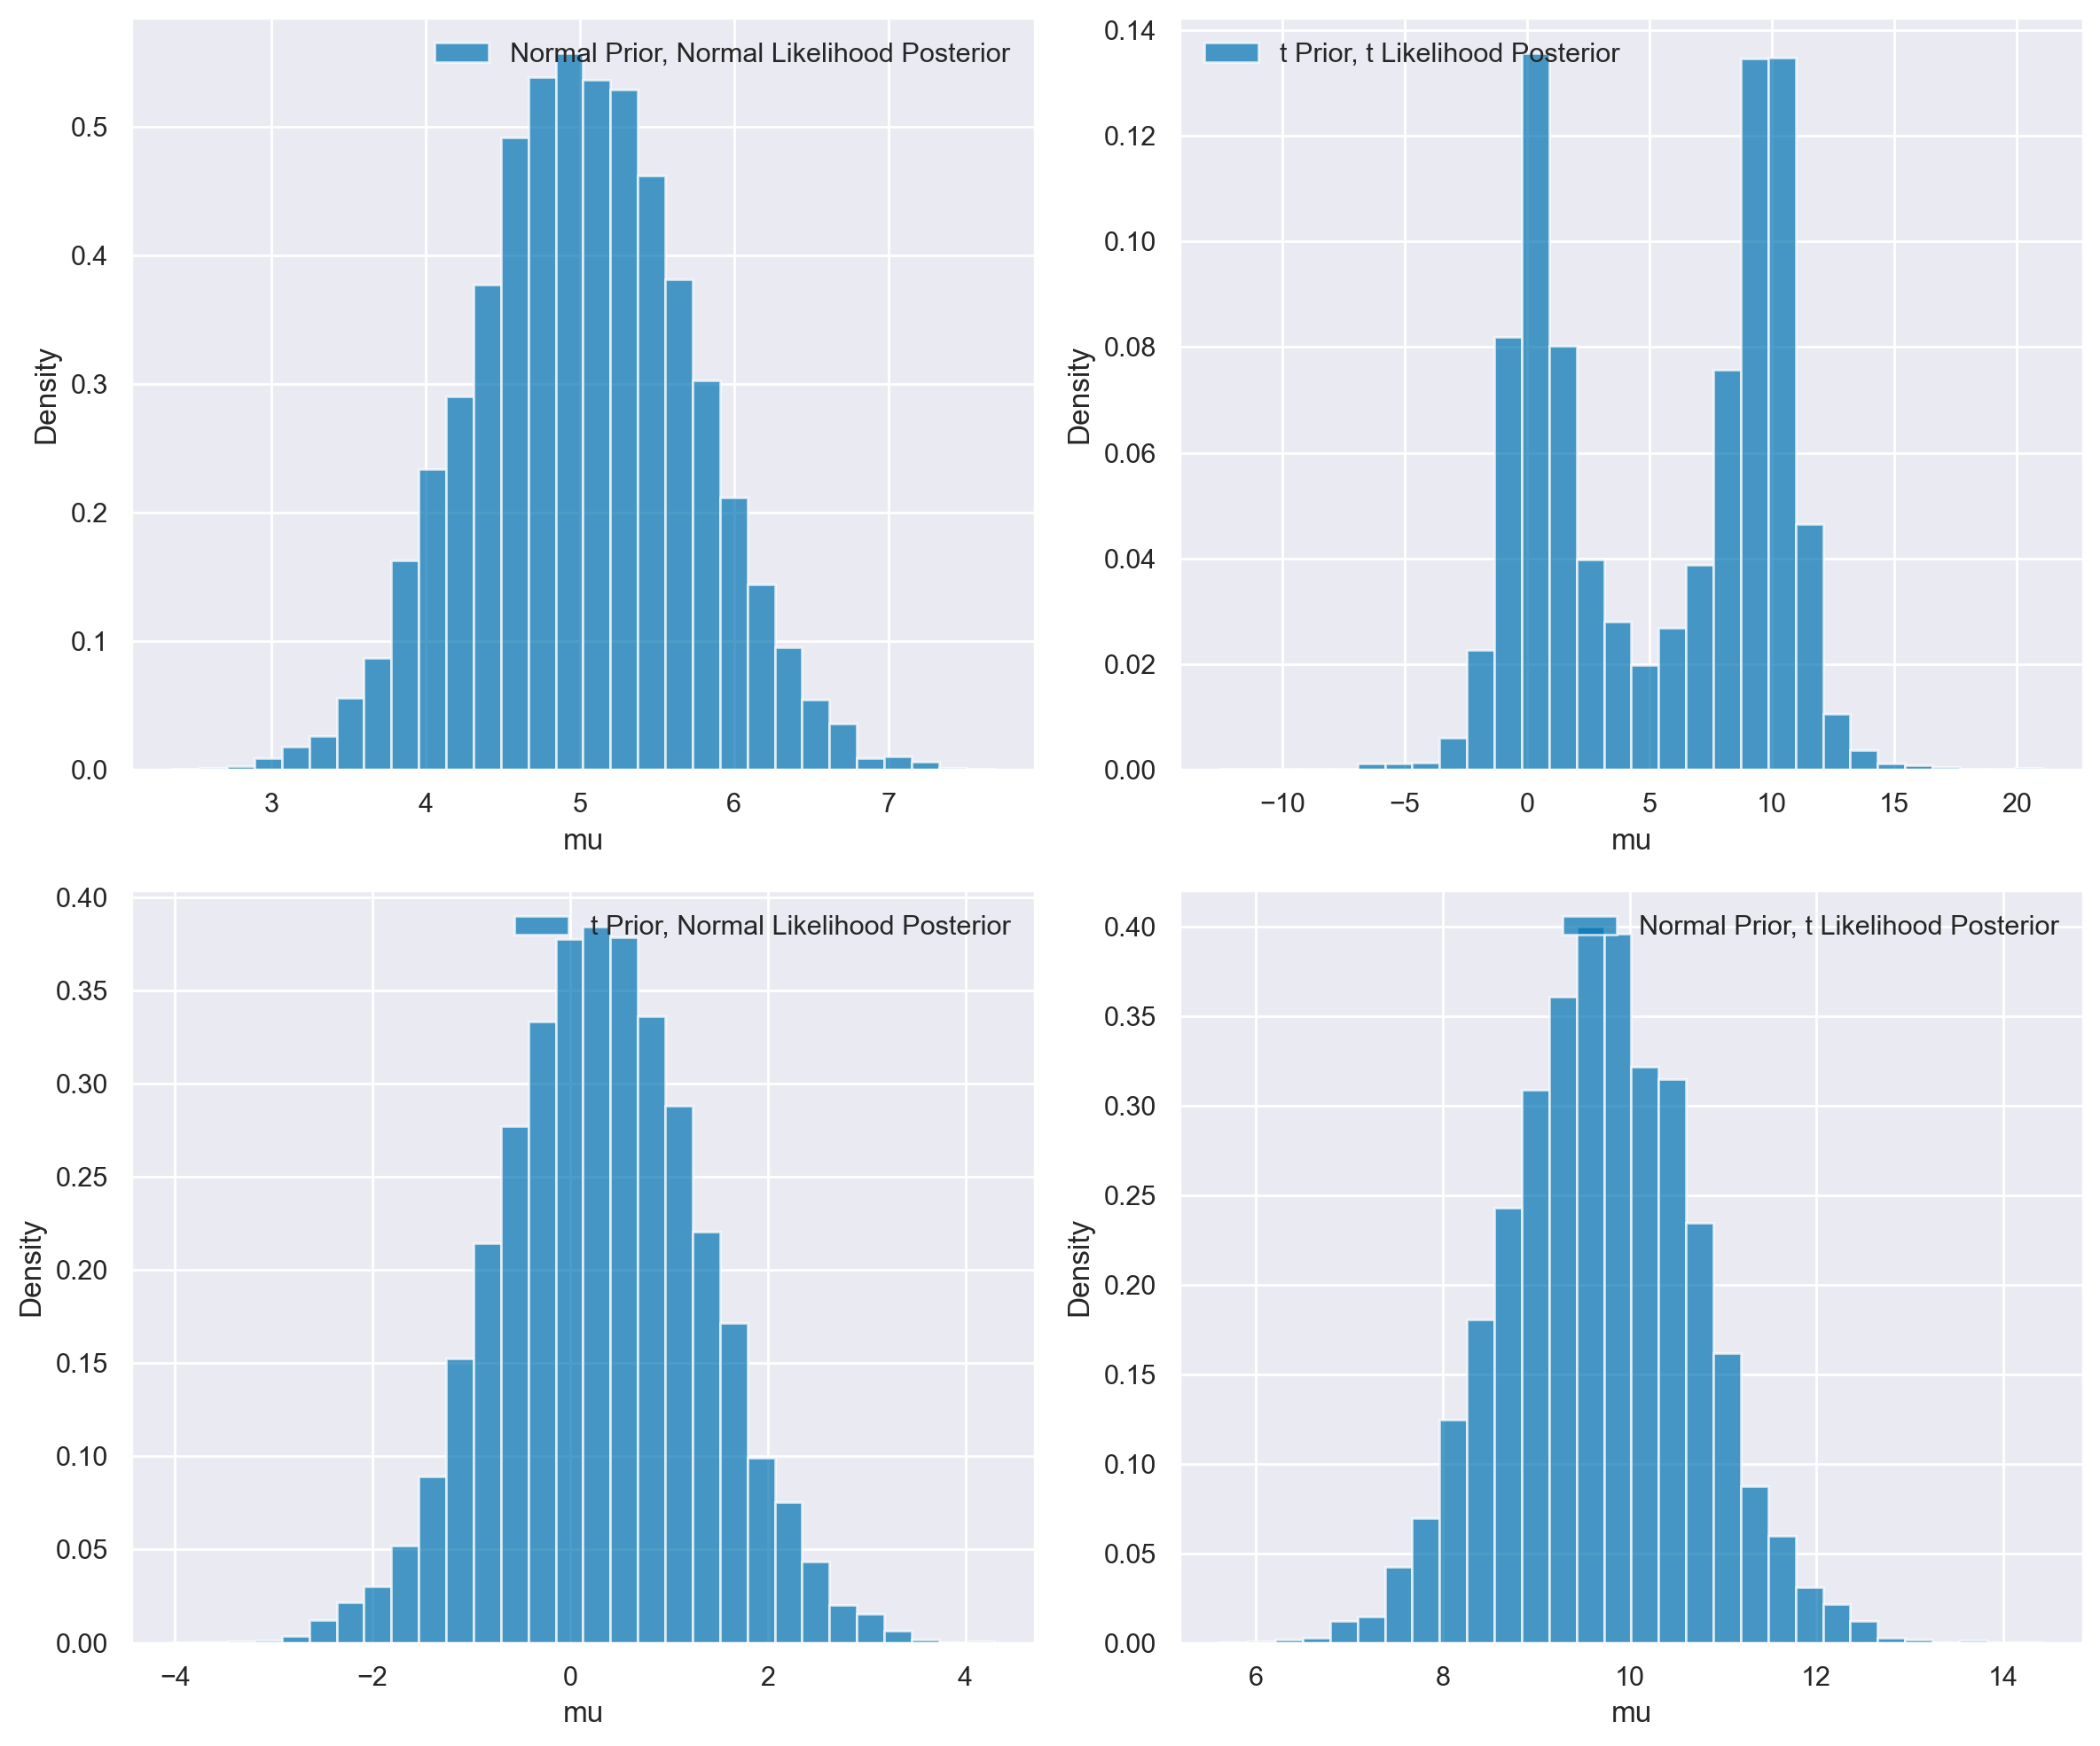 Normal Prior, Normal Likelihood Posterior
Density
0.5
0.4
0.3
0.2
0.1
0.0
3 4 5 6 7
mu
t Prior, t Likelihood Posterior
Density
0.14
0.12
0.10
0.08
0.06
0.04
0.02
0.00
−10 −5 0 5 10 15 20
mu
t Prior, Normal Likelihood Posterior
Density
0.40
0.35
0.30
0.25
0.20
0.15
0.10
0.05
0.00
−4 −2 0 2 4
mu
Normal Prior, t Likelihood Posterior
Density
0.40
0.35
0.30
0.25
0.20
0.15
0.10
0.05
0.00
6 8 10 12 14
mu